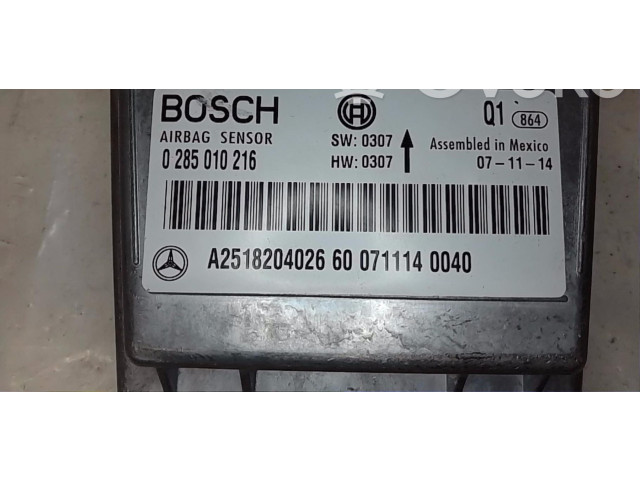 BOSCH
Q1 864
AIRBAG SENSOR SW: 0307 Assembled in Mexico
0 285 010 216 HW: 0307 07-11-14
A2518204026 60 071114 0040